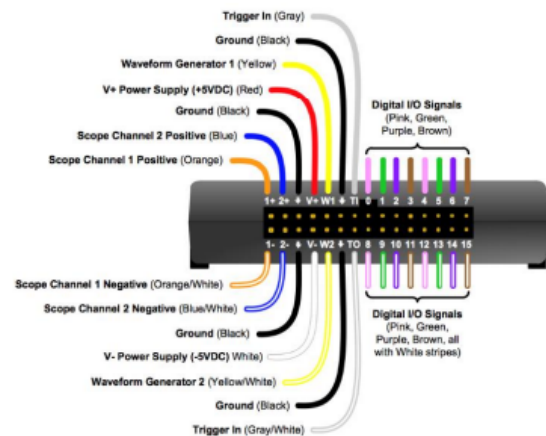 Trigger In (Gray)
Ground (Black)
Waveform Generator 1 (Yellow)
V+ Power Supply (+5VDC) (Red)
Ground (Black)
Scope Channel 2 Positive (Blue)
Scope Channel 1 Positive (Orange)
Digital I/O Signals
(Pink, Green,
Purple, Brown)
1+ 2+ V+ W1 TI 0 1 2 3 4 5 6 7
1- 2- V- W2 TO 8 9 10 11 12 13 14 15
Scope Channel 1 Negative (Orange/White)
Scope Channel 2 Negative (Blue/White)
Ground (Black)
V- Power Supply (-5VDC) White)
Waveform Generator 2 (Yellow/White)
Ground (Black)
Trigger In (Gray/White)
Digital I/O Signals
(Pink, Green,
Purple, Brown, all
with White stripes)